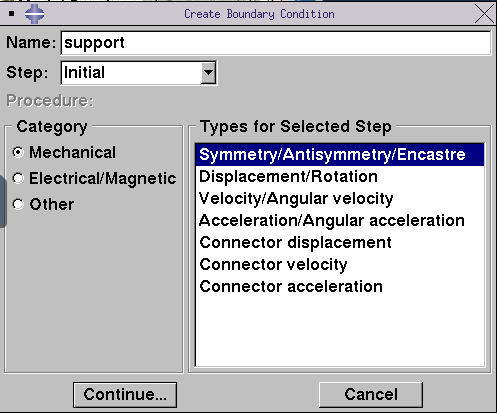 Create Boundary Condition
Name: support
Step: Initial
Procedure:
Category
Mechanical
Electrical/Magnetic
Other
Types for Selected Step
Symmetry/Antisymmetry/Encastre
Displacement/Rotation
Velocity/Angular velocity
Acceleration/Angular acceleration
Connector displacement
Connector velocity
Connector acceleration
Continue...
Cancel